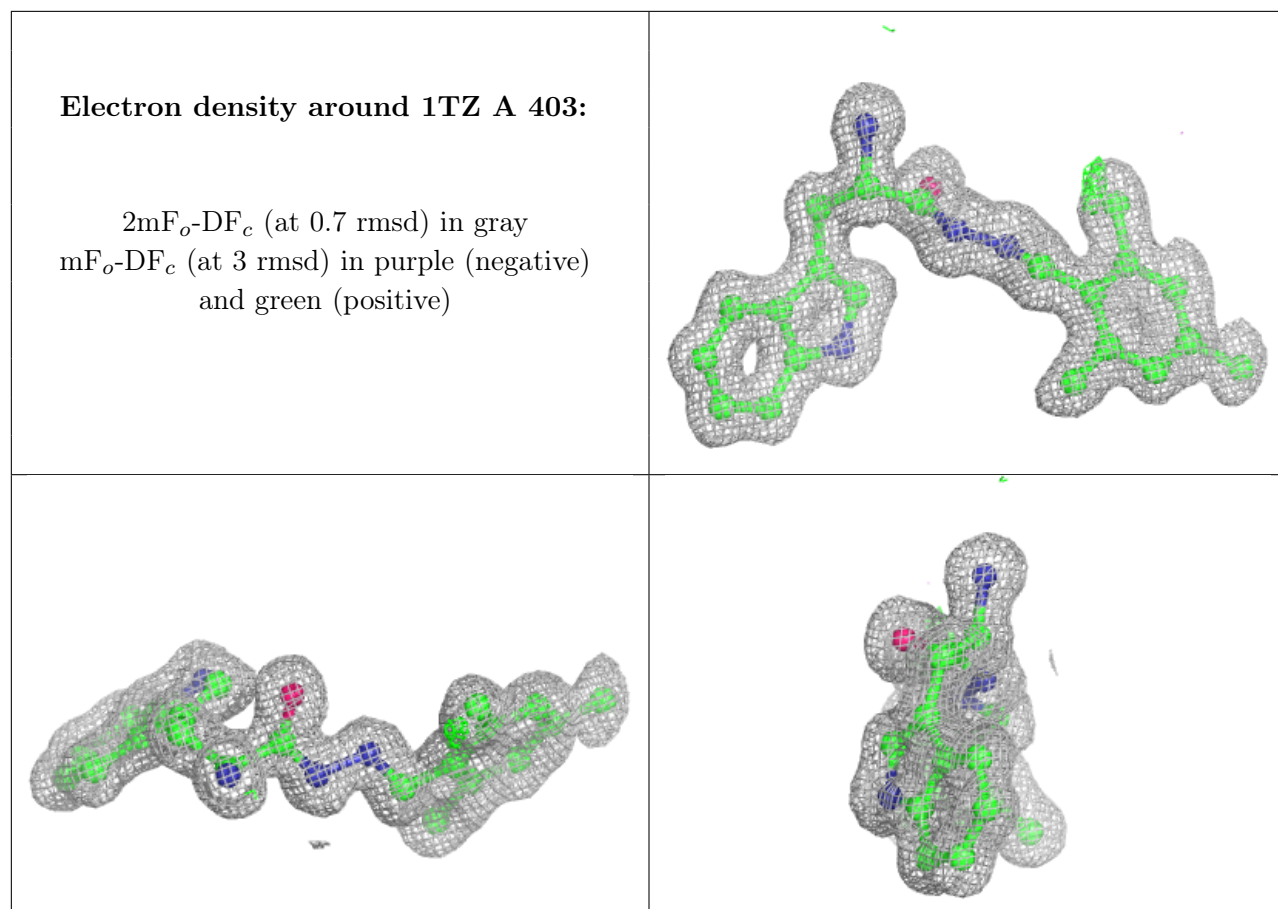 Electron density around 1TZ A 403:
2mFo-DFc (at 0.7 rmsd) in gray
mFo-DFc (at 3 rmsd) in purple (negative)
and green (positive)